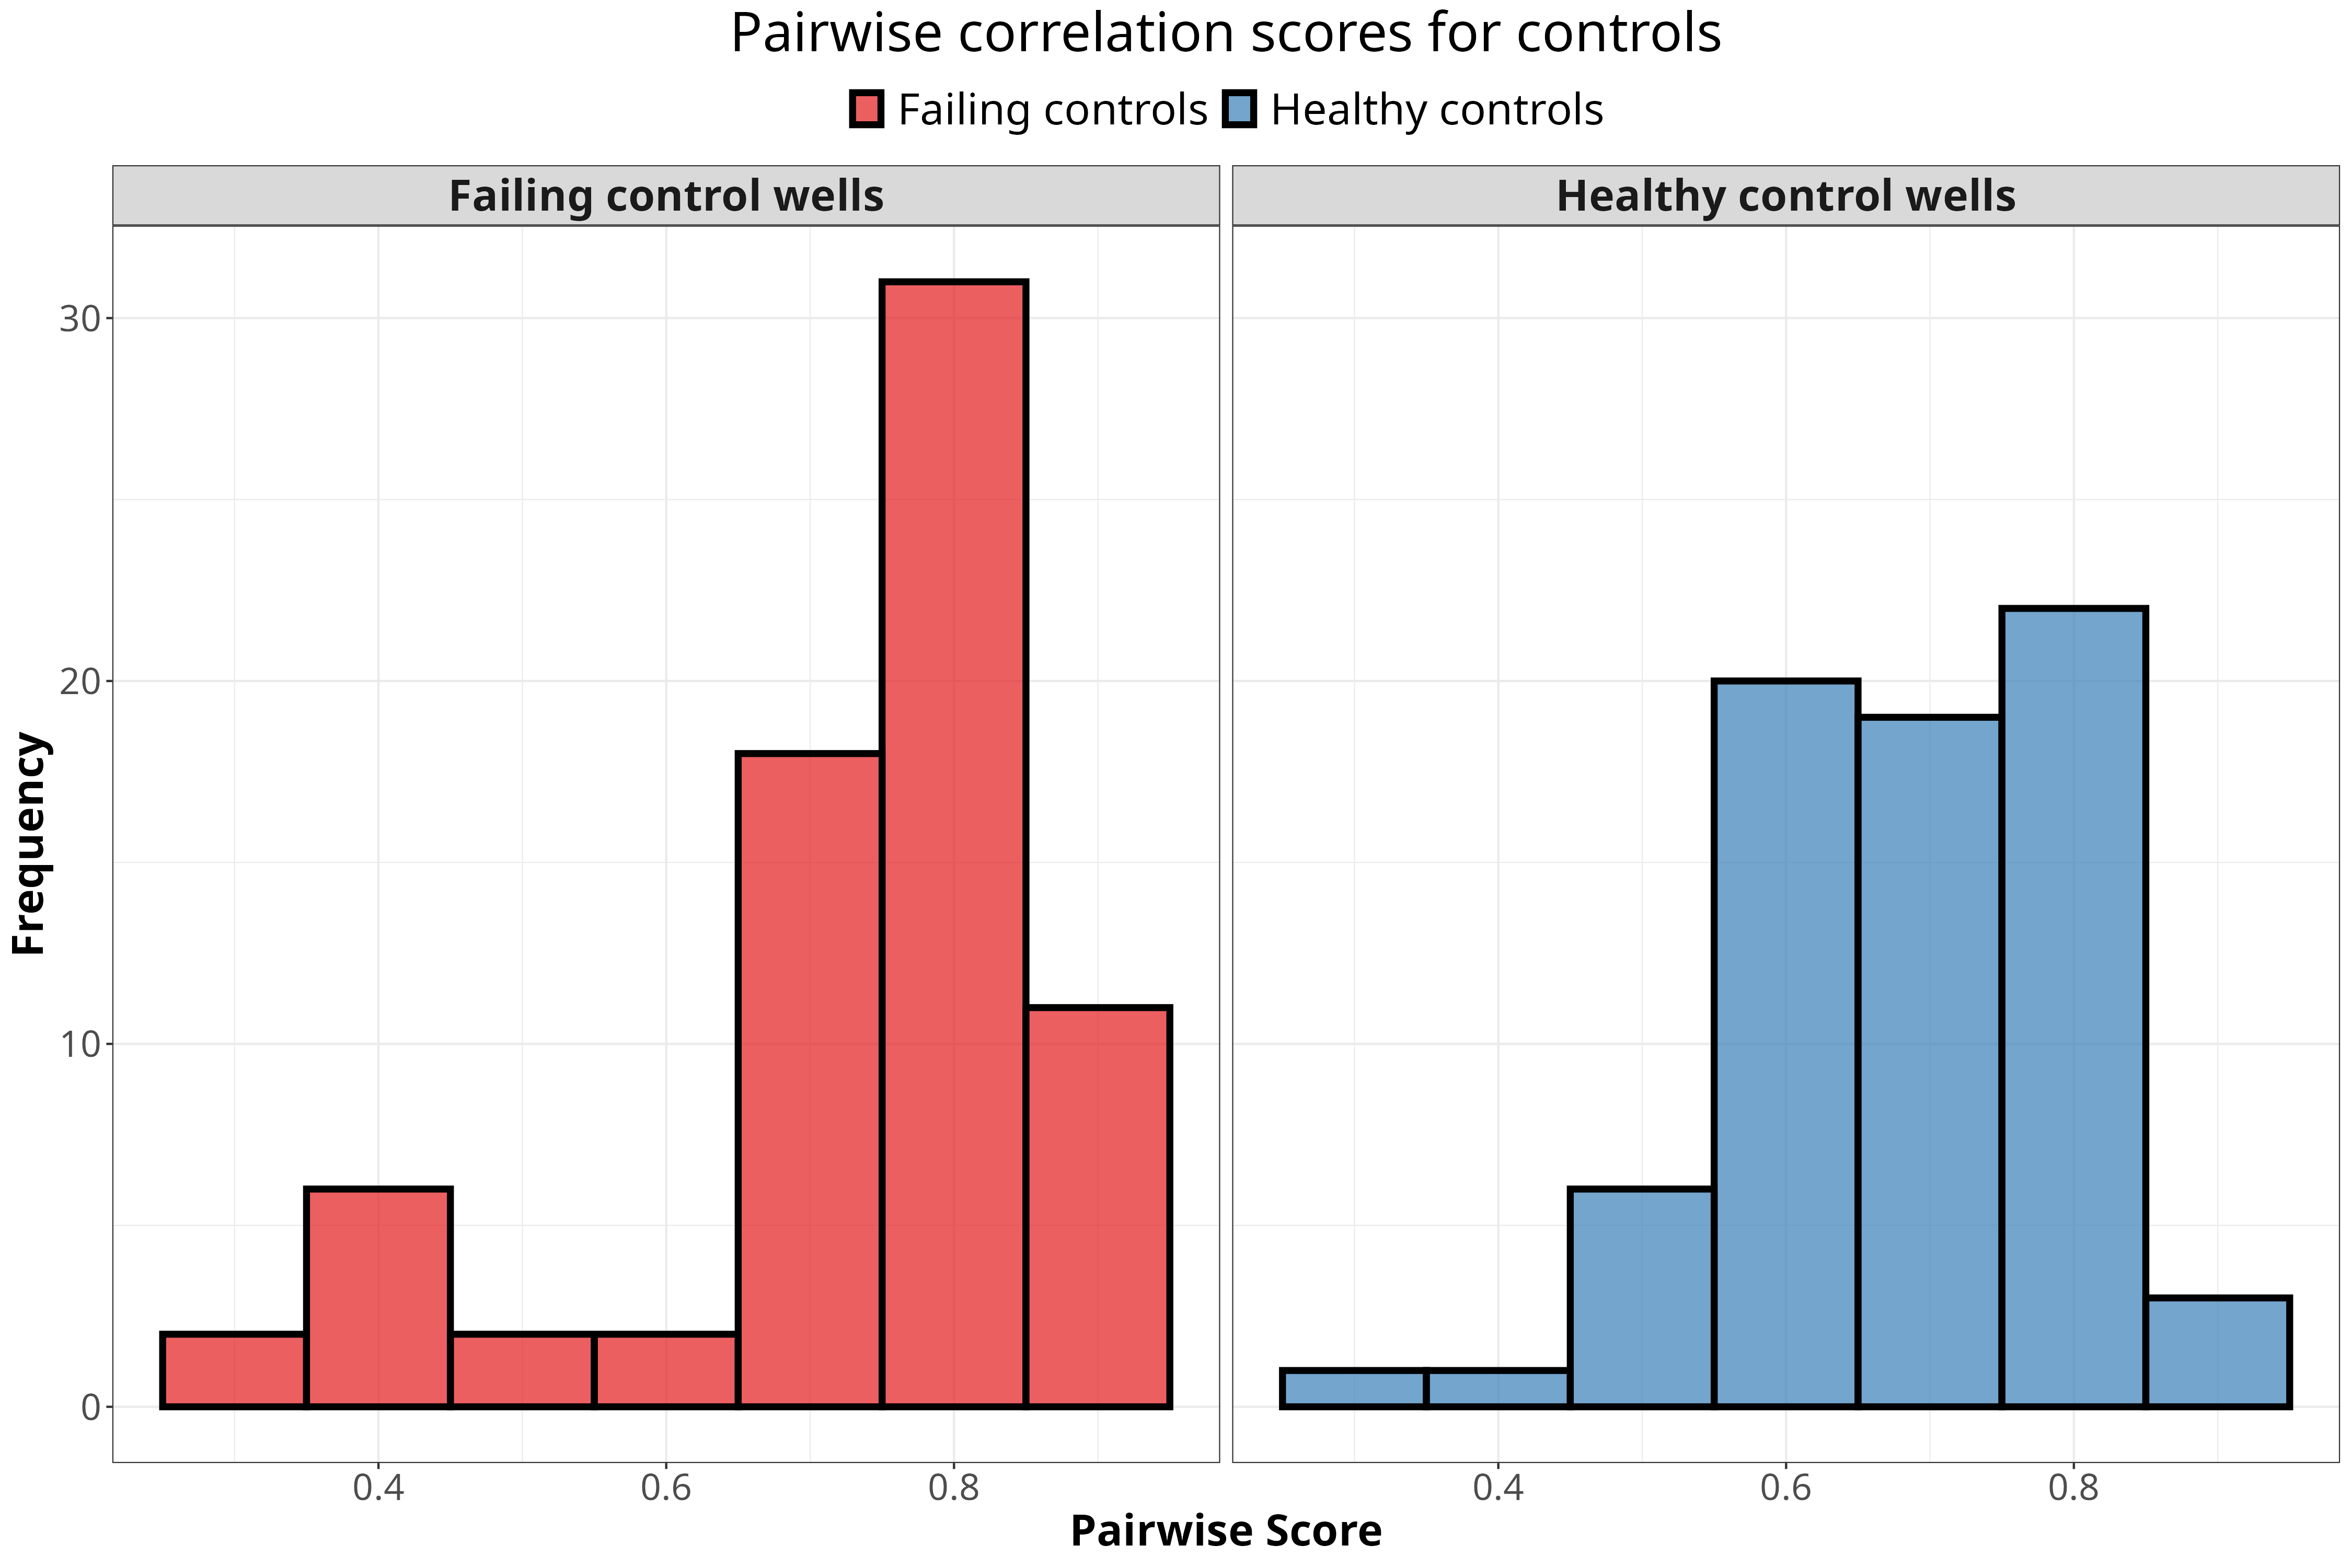 Pairwise correlation scores for controls
Failing controls Healthy controls
Failing control wells
Healthy control wells
Frequency
30
20
10
0
0.4 0.6 0.8
0.4 0.6 0.8
Pairwise Score